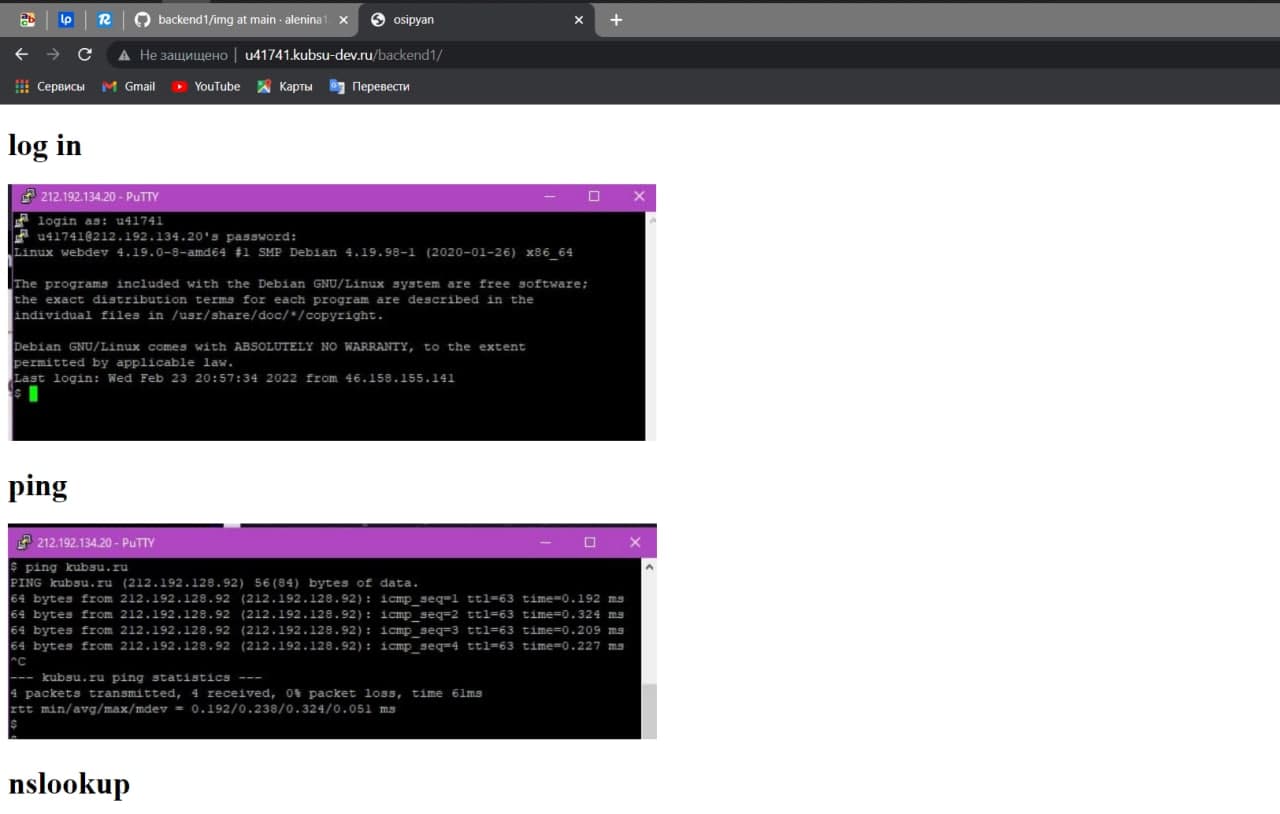 backend1/img at main · alenina1
osipyan
Не защищено | u41741.kubsu-dev.ru/backend1/
Сервисы Gmail YouTube Карты Перевести
log in
212.192.134.20 - PuTTY
login as: u41741
u41741@212.192.134.20's password:
Linux webdev 4.19.0-8-amd64 #1 SMP Debian 4.19.98-1 (2020-01-26) x86_64
The programs included with the Debian GNU/Linux system are free software;
the exact distribution terms for each program are described in the
individual files in /usr/share/doc/*/copyright.
Debian GNU/Linux comes with ABSOLUTELY NO WARRANTY, to the extent
permitted by applicable law.
Last login: Wed Feb 23 20:57:34 2022 from 46.158.155.141
$
ping
212.192.134.20 - PuTTY
$ ping kubsu.ru
PING kubsu.ru (212.192.128.92) 56(84) bytes of data.
64 bytes from 212.192.128.92 (212.192.128.92): icmp_seq=1 ttl=63 time=0.192 ms
64 bytes from 212.192.128.92 (212.192.128.92): icmp_seq=2 ttl=63 time=0.324 ms
64 bytes from 212.192.128.92 (212.192.128.92): icmp_seq=3 ttl=63 time=0.209 ms
64 bytes from 212.192.128.92 (212.192.128.92): icmp_seq=4 ttl=63 time=0.227 ms
^C
--- kubsu.ru ping statistics ---
4 packets transmitted, 4 received, 0% packet loss, time 61ms
rtt min/avg/max/mdev = 0.192/0.238/0.324/0.051 ms
$
nslookup